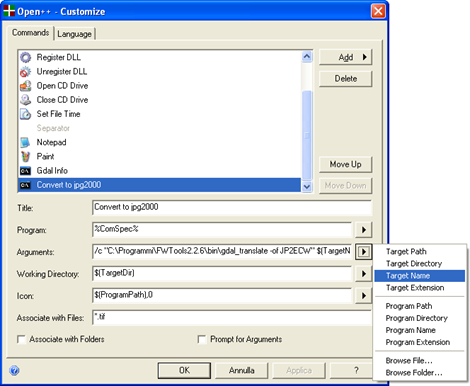 Open++ - Customize
Commands
Language
Register DLL
Unregister DLL
Open CD Drive
Close CD Drive
Set File Time
Separator
Notepad
Paint
Gdal Info
Convert to jpg2000
Add
Delete
Move Up
Move Down
Title:
Convert to jpg2000
Program:
%ComSpec%
Arguments:
/c "C:\Programmi\FWTools2.2.6\bin\gdal_translate -of JP2ECW" $(TargetN
Working Directory:
$(TargetDir)
Icon:
$(ProgramPath),0
Associate with Files:
*.tif
Associate with Folders
Prompt for Arguments
OK
Annulla
Applica
?
Target Path
Target Directory
Target Name
Target Extension
Program Path
Program Directory
Program Name
Program Extension
Browse File...
Browse Folder...